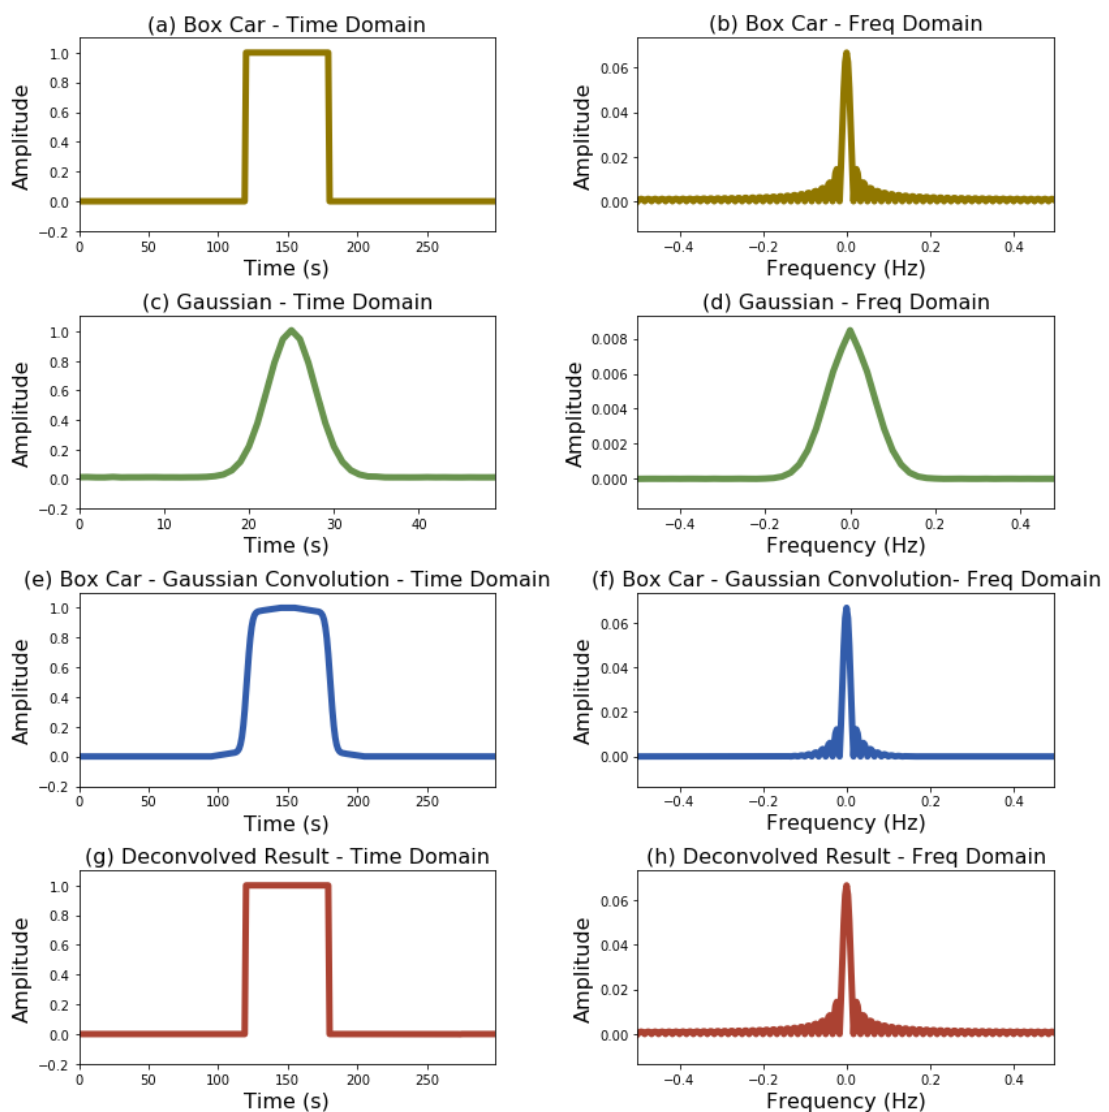 (a) Box Car - Time Domain
Amplitude
1.0
0.8
0.6
0.4
0.2
0.0
−0.2
0 50 100 150 200 250
Time (s)
(b) Box Car - Freq Domain
Amplitude
0.06
0.04
0.02
0.00
−0.4 −0.2 0.0 0.2 0.4
Frequency (Hz)
(c) Gaussian - Time Domain
Amplitude
1.0
0.8
0.6
0.4
0.2
0.0
−0.2
0 10 20 30 40
Time (s)
(d) Gaussian - Freq Domain
Amplitude
0.008
0.006
0.004
0.002
0.000
−0.4 −0.2 0.0 0.2 0.4
Frequency (Hz)
(e) Box Car - Gaussian Convolution - Time Domain
Amplitude
1.0
0.8
0.6
0.4
0.2
0.0
−0.2
0 50 100 150 200 250
Time (s)
(f) Box Car - Gaussian Convolution- Freq Domain
Amplitude
0.06
0.04
0.02
0.00
−0.4 −0.2 0.0 0.2 0.4
Frequency (Hz)
(g) Deconvolved Result - Time Domain
Amplitude
1.0
0.8
0.6
0.4
0.2
0.0
−0.2
0 50 100 150 200 250
Time (s)
(h) Deconvolved Result - Freq Domain
Amplitude
0.06
0.04
0.02
0.00
−0.4 −0.2 0.0 0.2 0.4
Frequency (Hz)